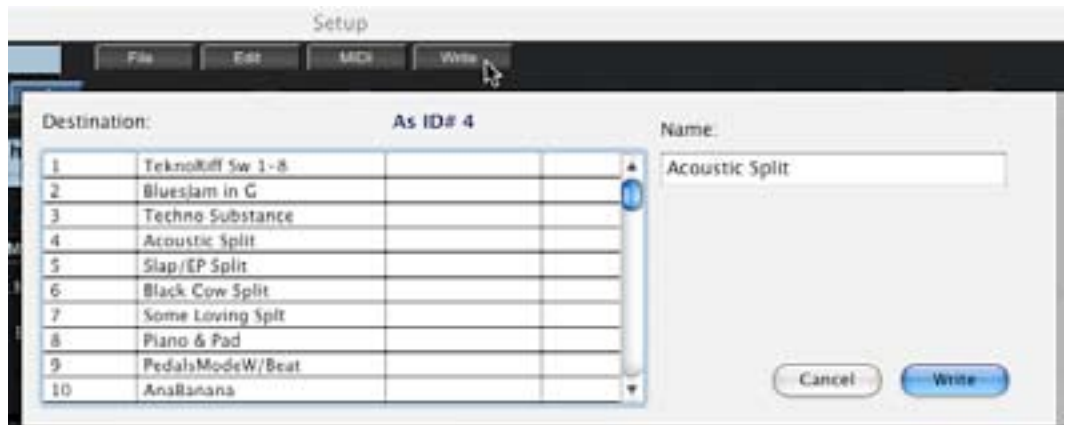 Setup
File Edit MIDI Write
Destination: As ID# 4 Name:
Acoustic Split
1 TeknoRiff Sw 1-8
2 BluesJam in G
3 Techno Substance
4 Acoustic Split
5 Slap/EP Split
6 Black Cow Split
7 Some Loving Splt
8 Piano & Pad
9 PedalsModeW/Beat
10 AnaBanana
Cancel Write